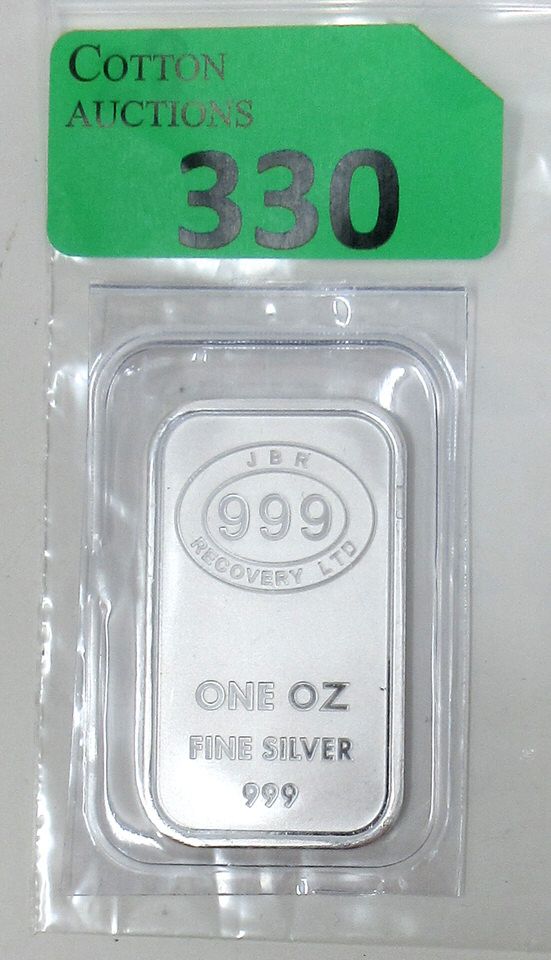 COTTON
AUCTIONS
330
JBR
999
RECOVERY LTD
ONE OZ
FINE SILVER
999